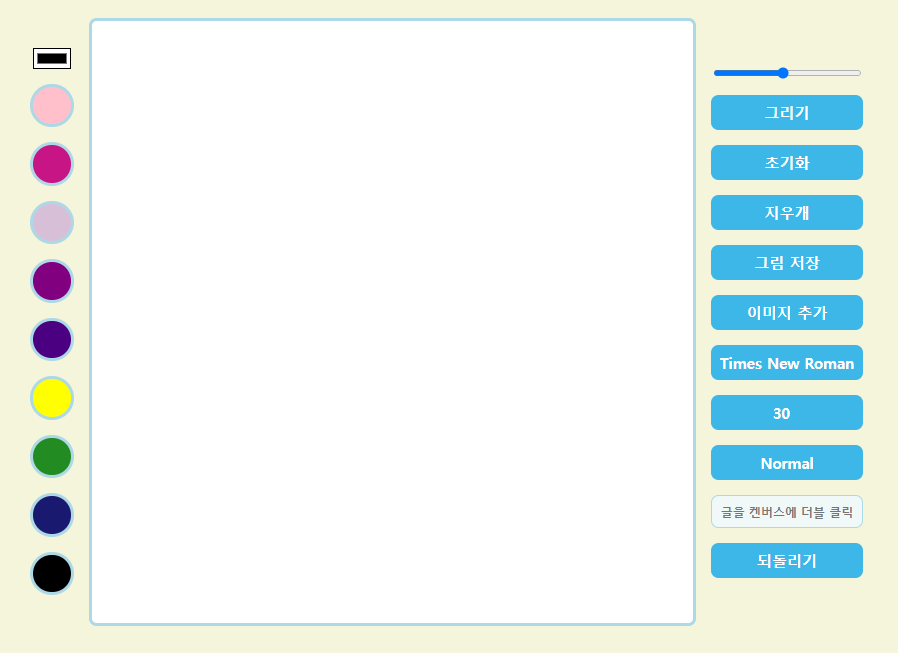 그리기
초기화
지우개
그림 저장
이미지 추가
Times New Roman
30
Normal
글을 켄버스에 더블 클릭
되돌리기